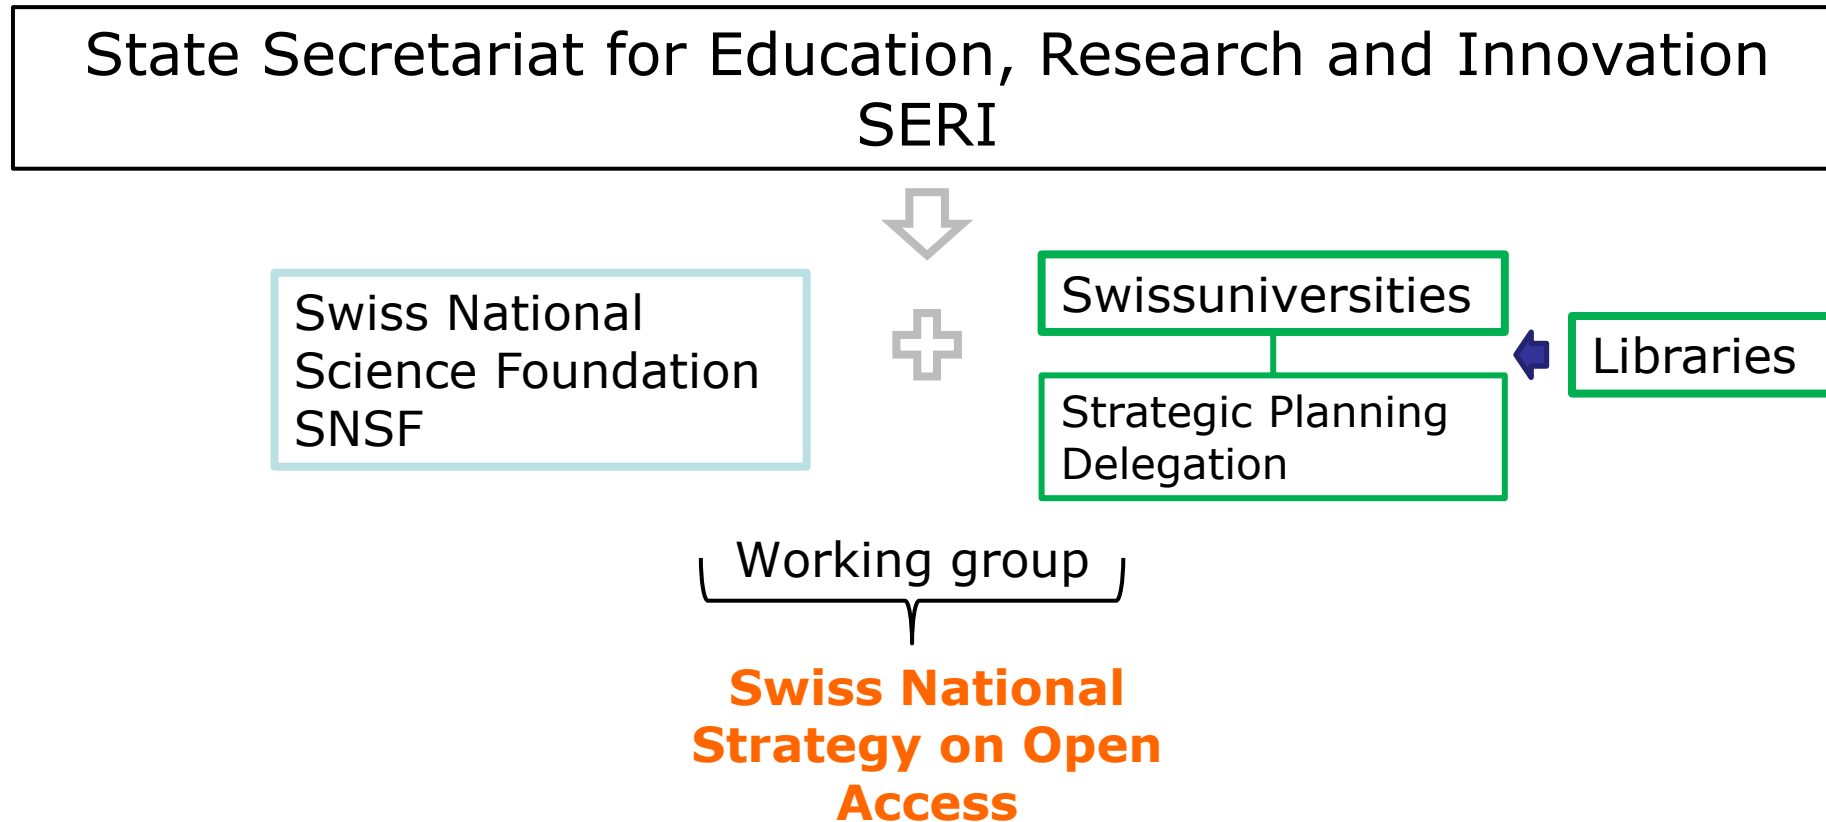 State Secretariat for Education, Research and Innovation
SERI
Swiss National
Science Foundation
SNSF
Swissuniversities
Strategic Planning
Delegation
Libraries
Working group
Swiss National
Strategy on Open
Access